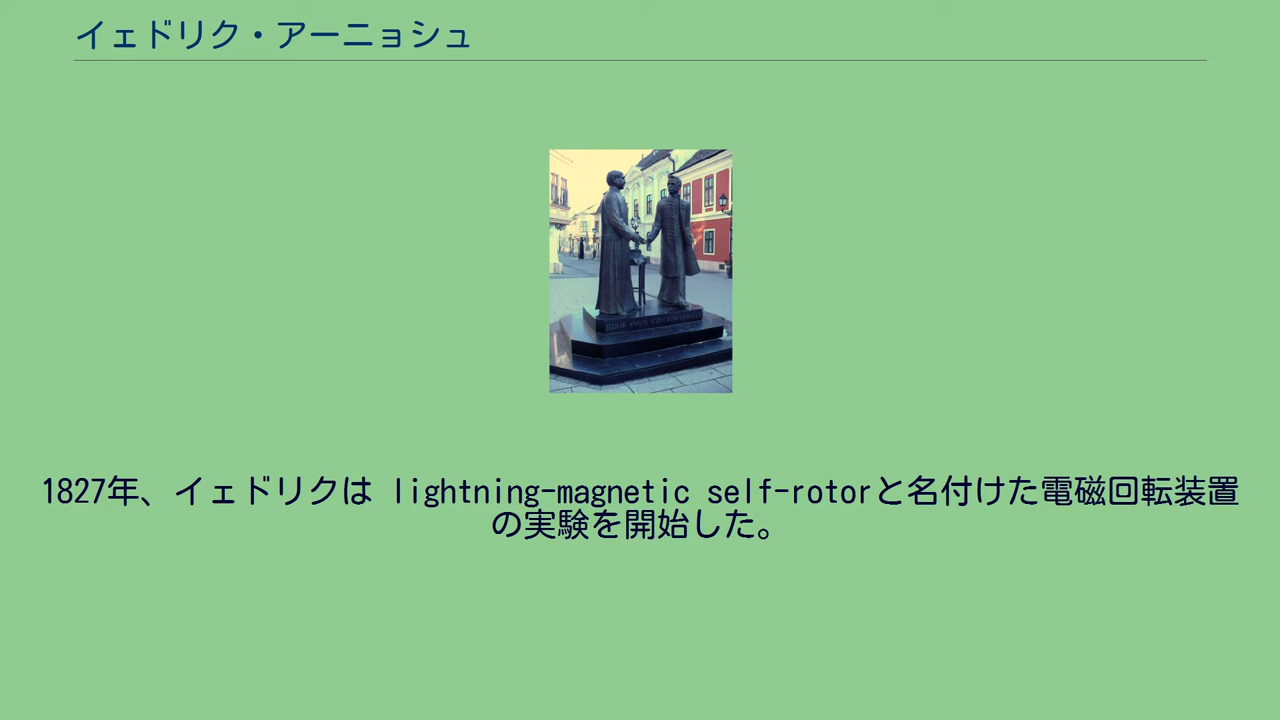 イェドリク・アーニョシュ
1827年、イェドリクは lightning-magnetic self-rotorと名付けた電磁回転装置
の実験を開始した。